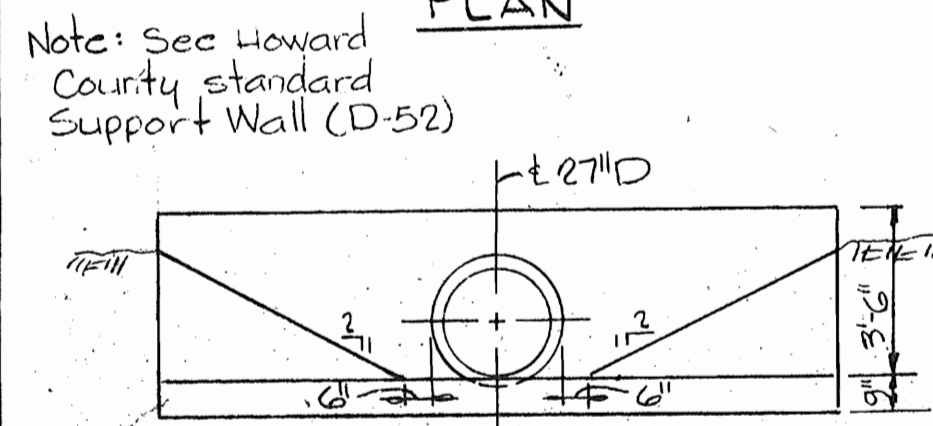 PLAN
Note: See Howard
County standard
Support Wall (D-52)
℄ 27"D
2
1
1
2
3'-6"
6"
6"
9"